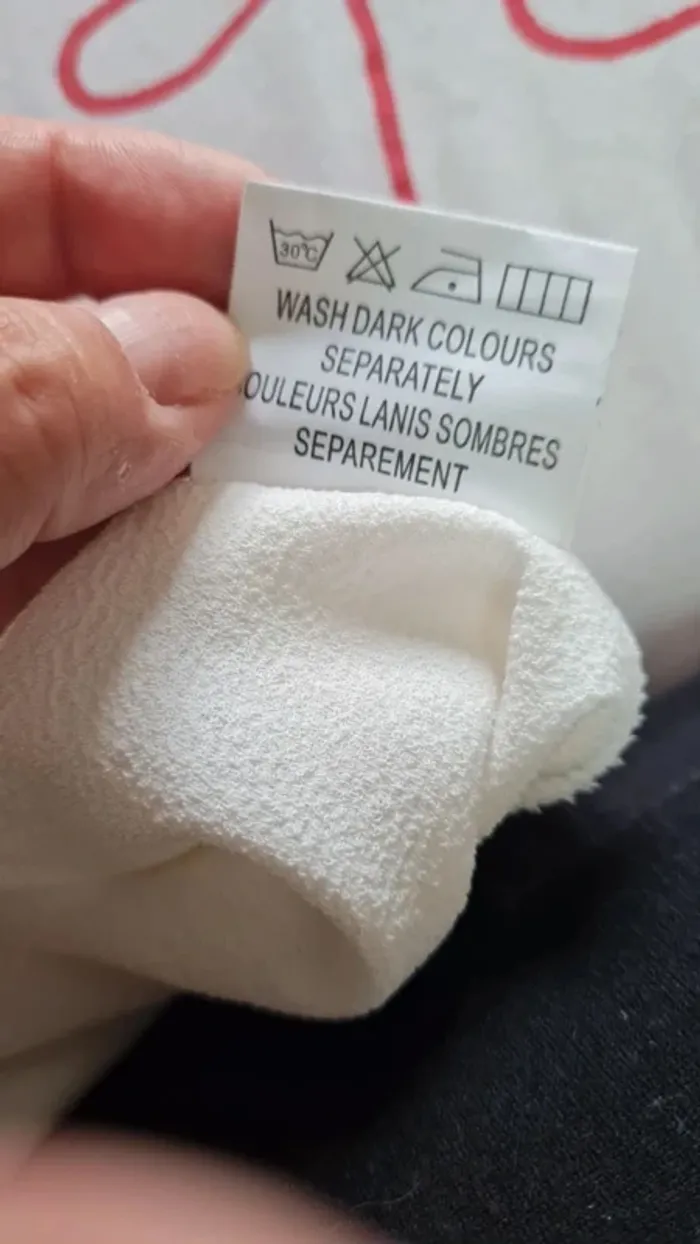 30°C
WASH DARK COLOURS
SEPARATELY
OULEURS LANIS SOMBRES
SEPAREMENT